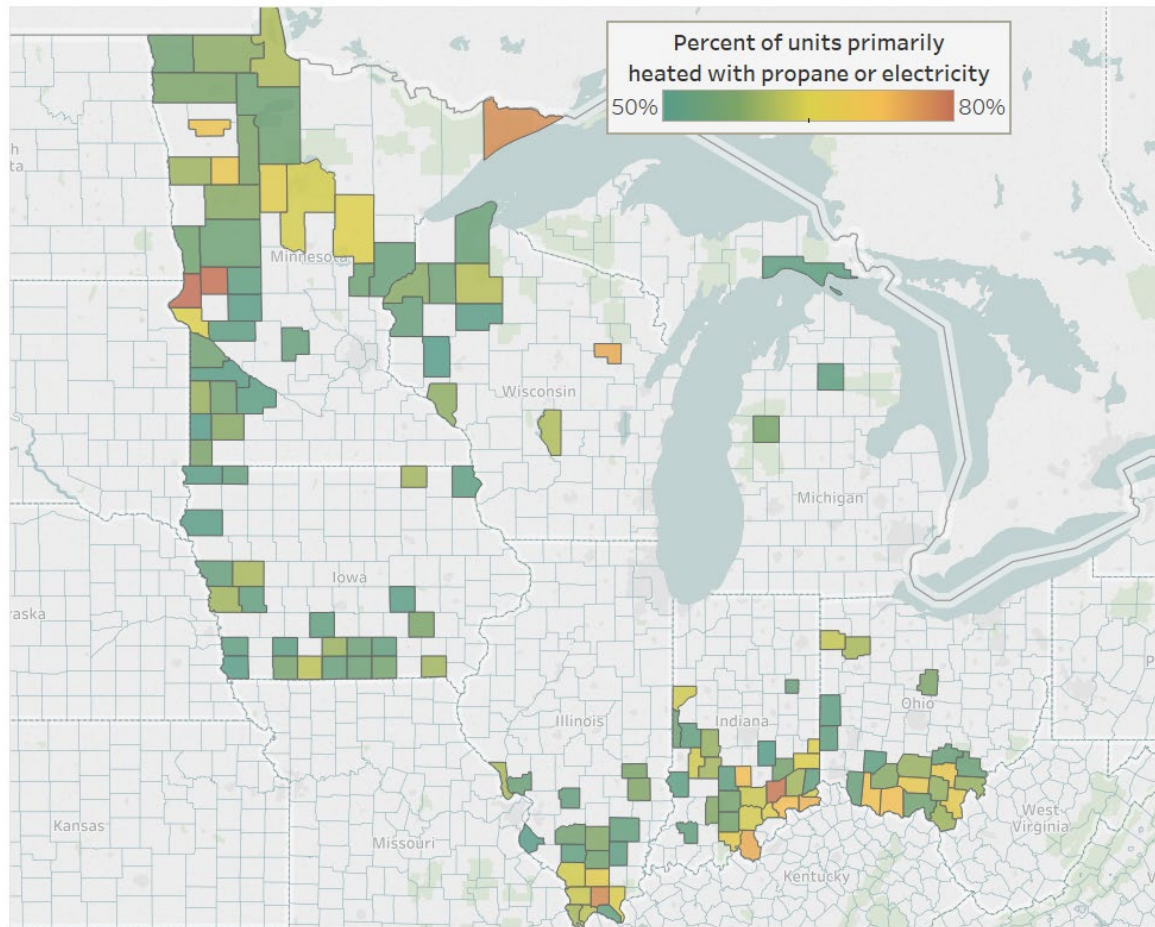 Percent of units primarily
heated with propane or electricity
50%
80%
h
ta
Minnesota
Wisconsin
Michigan
Iowa
raska
Illinois
Indiana
Ohio
P
West
Virginia
Kansas
Missouri
Kentucky
V